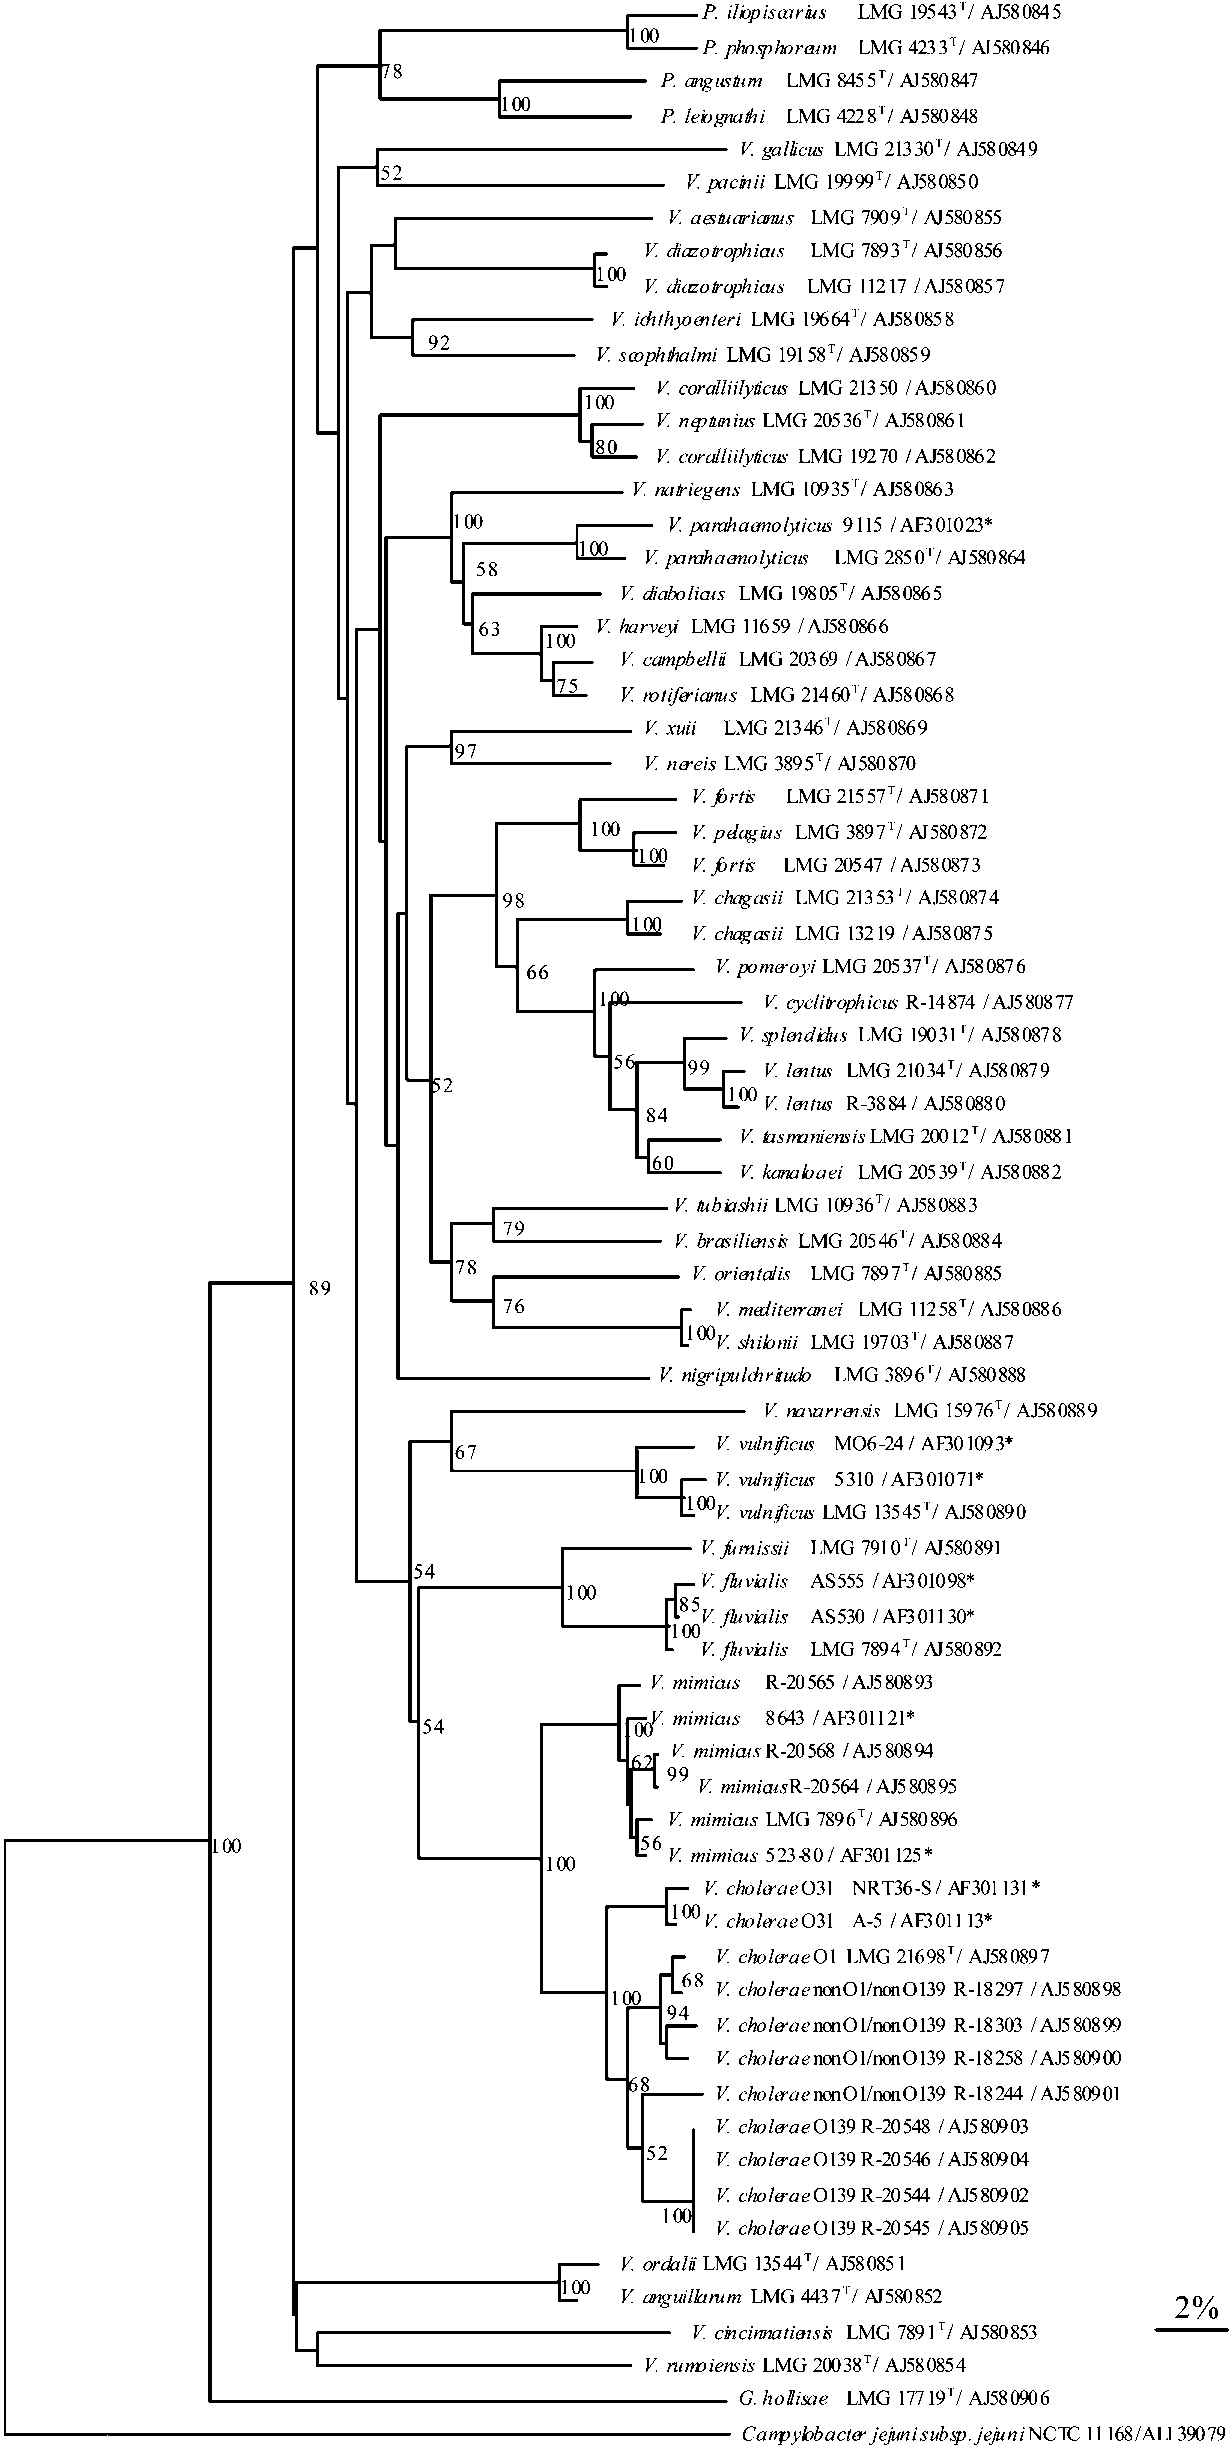 P. iliopiscarius LMG 19543T/ AJ580845
100
P. phosphoreum LMG 4233T/ AJ580846
78
P. angustum LMG 8455T/ AJ580847
100
P. leiognathi LMG 4228T/ AJ580848
V. gallicus LMG 21330T/ AJ580849
52
V. pacinii LMG 19999T/ AJ580850
V. aestuarianus LMG 7909T/ AJ580855
V. diazotrophicus LMG 7893T/ AJ580856
100
V. diazotrophicus LMG 11217 / AJ580857
V. ichthyoenteri LMG 19664T/ AJ580858
92
V. scophthalmi LMG 19158T/ AJ580859
V. coralliilyticus LMG 21350 / AJ580860
100
V. neptunius LMG 20536T/ AJ580861
80
V. coralliilyticus LMG 19270 / AJ580862
V. natriegens LMG 10935T/ AJ580863
100
V. parahaemolyticus 9115 / AF301023*
100
V. parahaemolyticus LMG 2850T/ AJ580864
58
V. diabolicus LMG 19805T/ AJ580865
63
V. harveyi LMG 11659 / AJ580866
100
V. campbellii LMG 20369 / AJ580867
75
V. rotiferianus LMG 21460T/ AJ580868
V. xuii LMG 21346T/ AJ580869
97
V. nereis LMG 3895T/ AJ580870
V. fortis LMG 21557T/ AJ580871
100
V. pelagius LMG 3897T/ AJ580872
100
V. fortis LMG 20547 / AJ580873
98
V. chagasii LMG 21353T/ AJ580874
100
V. chagasii LMG 13219 / AJ580875
66
V. pomeroyi LMG 20537T/ AJ580876
100
V. cyclitrophicus R-14874 / AJ580877
V. splendidus LMG 19031T/ AJ580878
56
99
V. lentus LMG 21034T/ AJ580879
52
100
V. lentus R-3884 / AJ580880
84
V. tasmaniensis LMG 20012T/ AJ580881
60
V. kanaloaei LMG 20539T/ AJ580882
V. tubiashii LMG 10936T/ AJ580883
79
V. brasiliensis LMG 20546T/ AJ580884
78
V. orientalis LMG 7897T/ AJ580885
89
76
V. mediterranei LMG 11258T/ AJ580886
100
V. shilonii LMG 19703T/ AJ580887
V. nigripulchritudo LMG 3896T/ AJ580888
V. navarrensis LMG 15976T/ AJ580889
67
V. vulnificus MO6-24 / AF301093*
100
V. vulnificus 5310 / AF301071*
100
V. vulnificus LMG 13545T/ AJ580890
V. furnissii LMG 7910T/ AJ580891
54
V. fluvialis AS555 / AF301098*
100
85
V. fluvialis AS530 / AF301130*
100
V. fluvialis LMG 7894T/ AJ580892
V. mimicus R-20565 / AJ580893
54
V. mimicus 8643 / AF301121*
100
V. mimicus R-20568 / AJ580894
62
99
V. mimicus R-20564 / AJ580895
V. mimicus LMG 7896T/ AJ580896
56
100
V. mimicus 523-80 / AF301125*
100
V. cholerae O31 NRT36-S / AF301131*
100
V. cholerae O31 A-5 / AF301113*
V. cholerae O1 LMG 21698T/ AJ580897
68
V. cholerae nonO1/nonO139 R-18297 / AJ580898
100
94
V. cholerae nonO1/nonO139 R-18303 / AJ580899
V. cholerae nonO1/nonO139 R-18258 / AJ580900
68
V. cholerae nonO1/nonO139 R-18244 / AJ580901
V. cholerae O139 R-20548 / AJ580903
52
V. cholerae O139 R-20546 / AJ580904
V. cholerae O139 R-20544 / AJ580902
100
V. cholerae O139 R-20545 / AJ580905
V. ordalii LMG 13544T/ AJ580851
100
V. anguillarum LMG 4437T/ AJ580852
2%
V. cincinnatiensis LMG 7891T/ AJ580853
V. rumoiensis LMG 20038T/ AJ580854
G. hollisae LMG 17719T/ AJ580906
Campylobacter jejuni subsp. jejuni NCTC 11168/AL139079